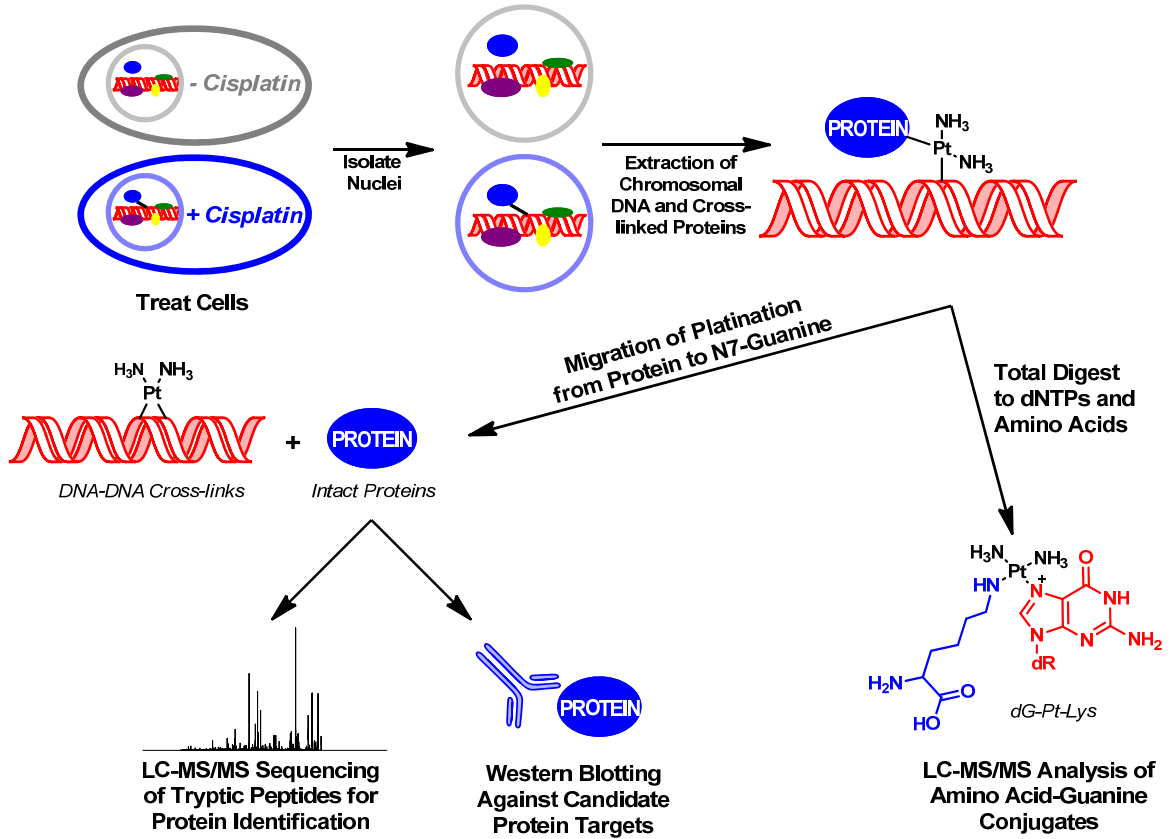 - Cisplatin
+ Cisplatin
Treat Cells
Isolate
Nuclei
Extraction of
Chromosomal
DNA and Cross-
linked Proteins
PROTEIN
NH3
Pt
NH3
Migration of Platination
from Protein to N7-Guanine
Total Digest
to dNTPs and
Amino Acids
H3N
NH3
Pt
+
PROTEIN
DNA-DNA Cross-links
Intact Proteins
LC-MS/MS Sequencing
of Tryptic Peptides for
Protein Identification
PROTEIN
Western Blotting
Against Candidate
Protein Targets
H3N
NH3
Pt
+
HN
N
O
NH
N
N
NH2
dR
H2N
O
HO
dG-Pt-Lys
LC-MS/MS Analysis of
Amino Acid-Guanine
Conjugates